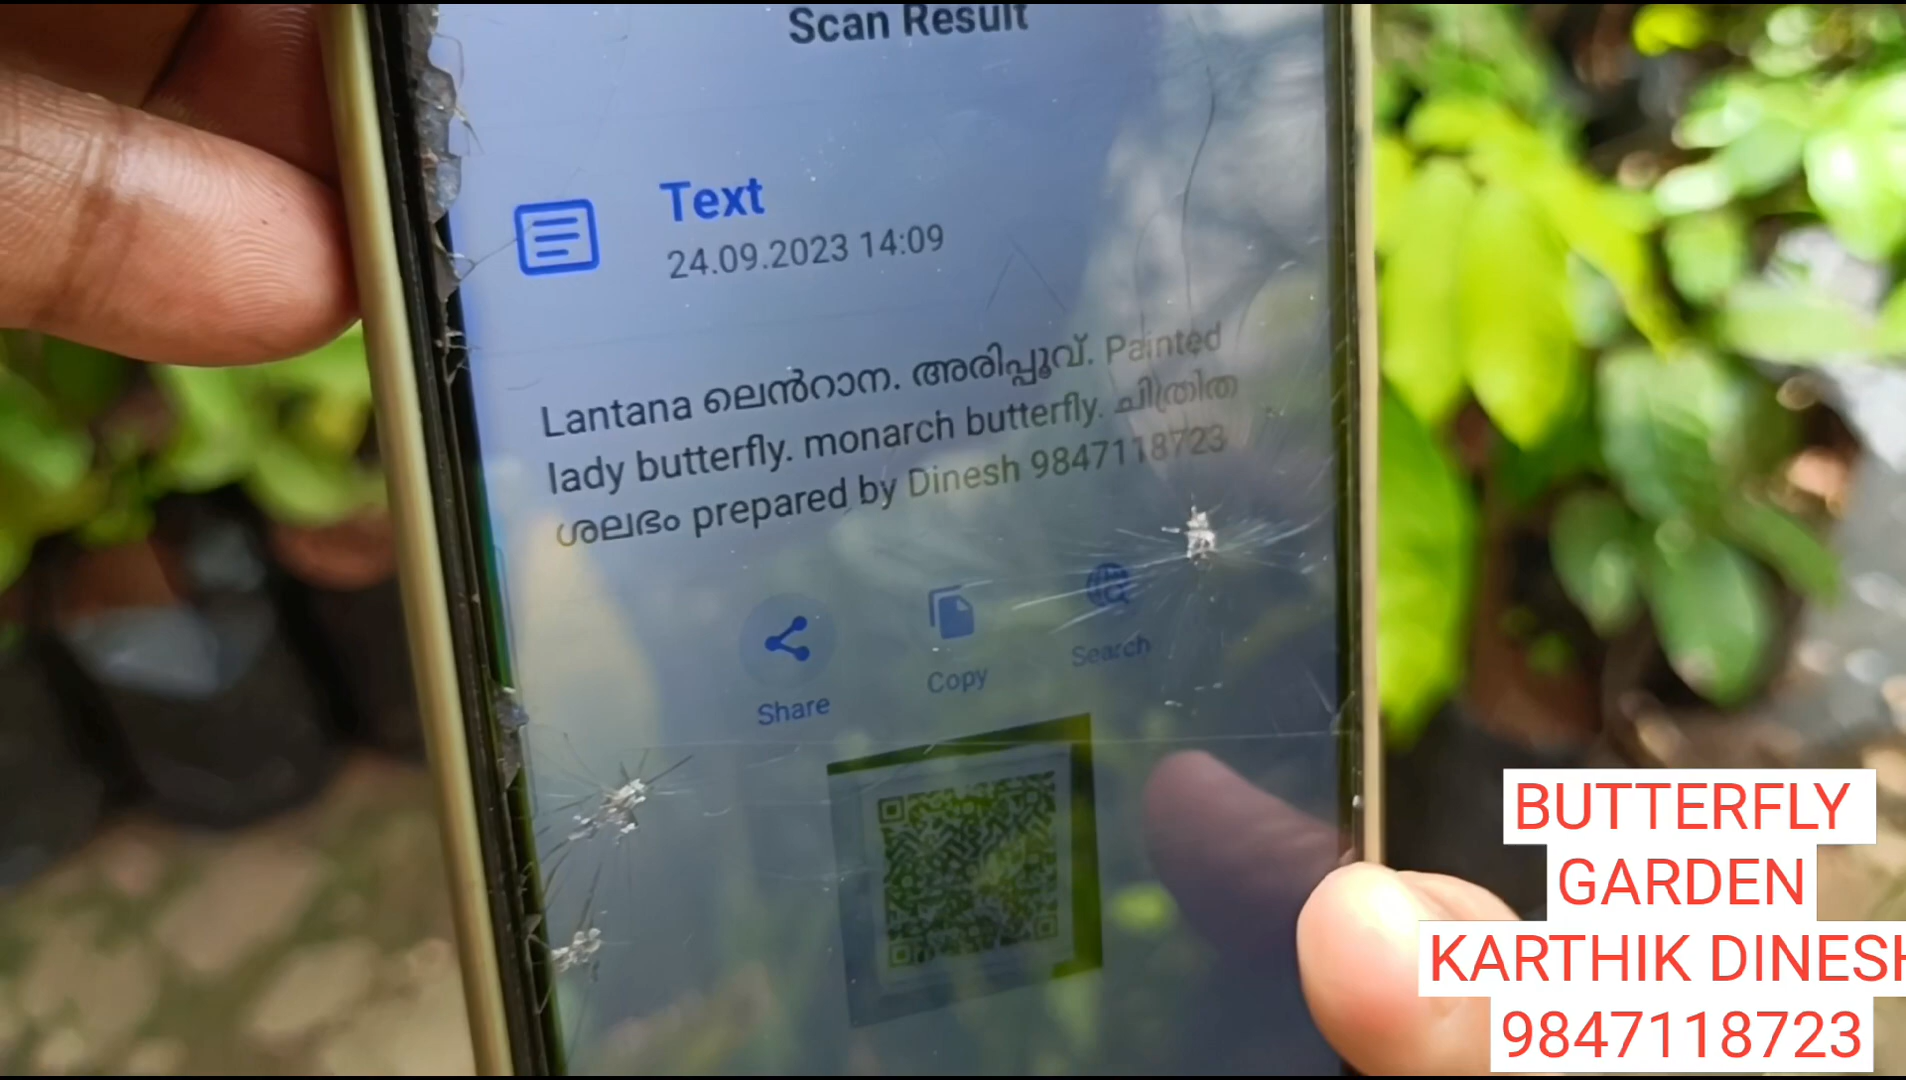 Scan Result
Text
24.09.2023 14:09
Lantana ലെൻറാന. അരിപ്പൂവ്. Painted
lady butterfly. monarch butterfly. ചിത്രിത
ശലഭം prepared by Dinesh 9847118723
Share
Copy
Search
BUTTERFLY
GARDEN
KARTHIK DINESH
9847118723